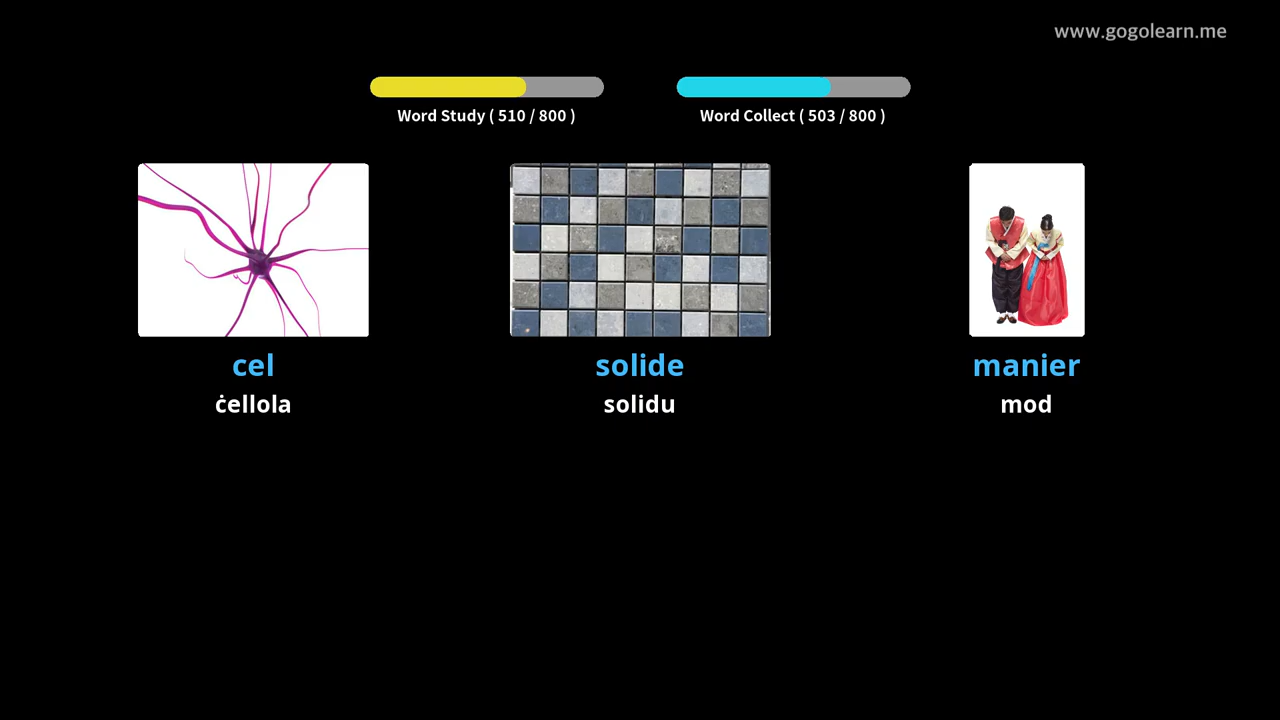 www.gogolearn.me
Word Study ( 510 / 800 )
Word Collect ( 503 / 800 )
cel
solide
manier
ċellola
solidu
mod